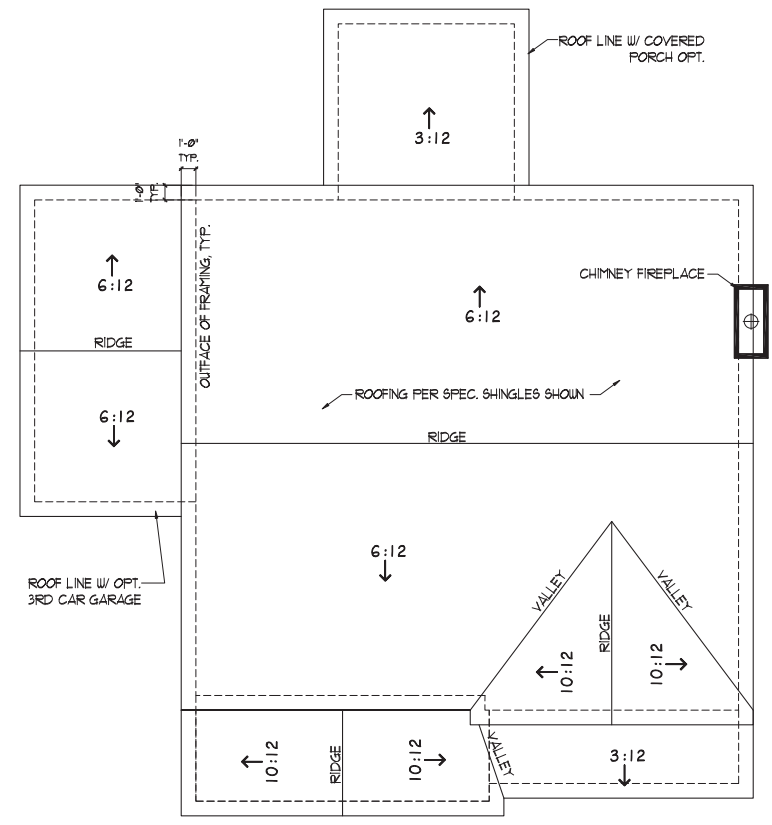 ROOF LINE W/ COVERED
PORCH OPT.
3:12
1'-0"
TYP.
1'-0"
TYP.
OUTFACE OF FRAMING, TYP.
6:12
CHIMNEY FIREPLACE
6:12
RIDGE
ROOFING PER SPEC. SHINGLES SHOWN
6:12
RIDGE
6:12
ROOF LINE W/ OPT.
3RD CAR GARAGE
VALLEY
VALLEY
RIDGE
10:12
10:12
VALLEY
3:12
10:12
RIDGE
10:12